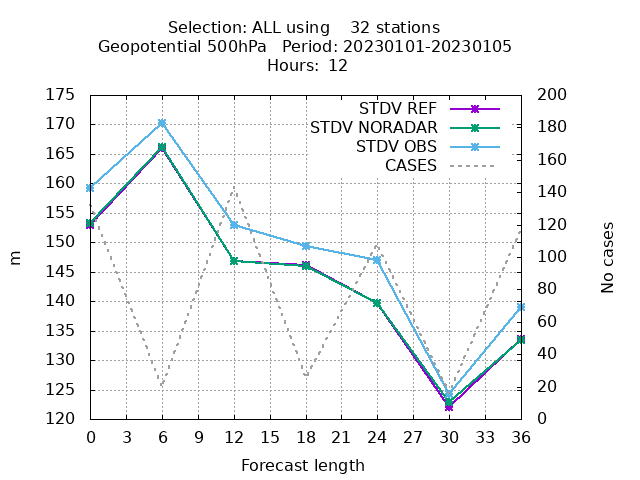 Selection: ALL using    32 stations
Geopotential 500hPa   Period: 20230101-20230105
Hours: 12
STDV REF
STDV NORADAR
STDV OBS
CASES
175
170
165
160
155
150
145
140
135
130
125
120
m
200
180
160
140
120
100
80
60
40
20
0
No cases
0 3 6 9 12 15 18 21 24 27 30 33 36
Forecast length